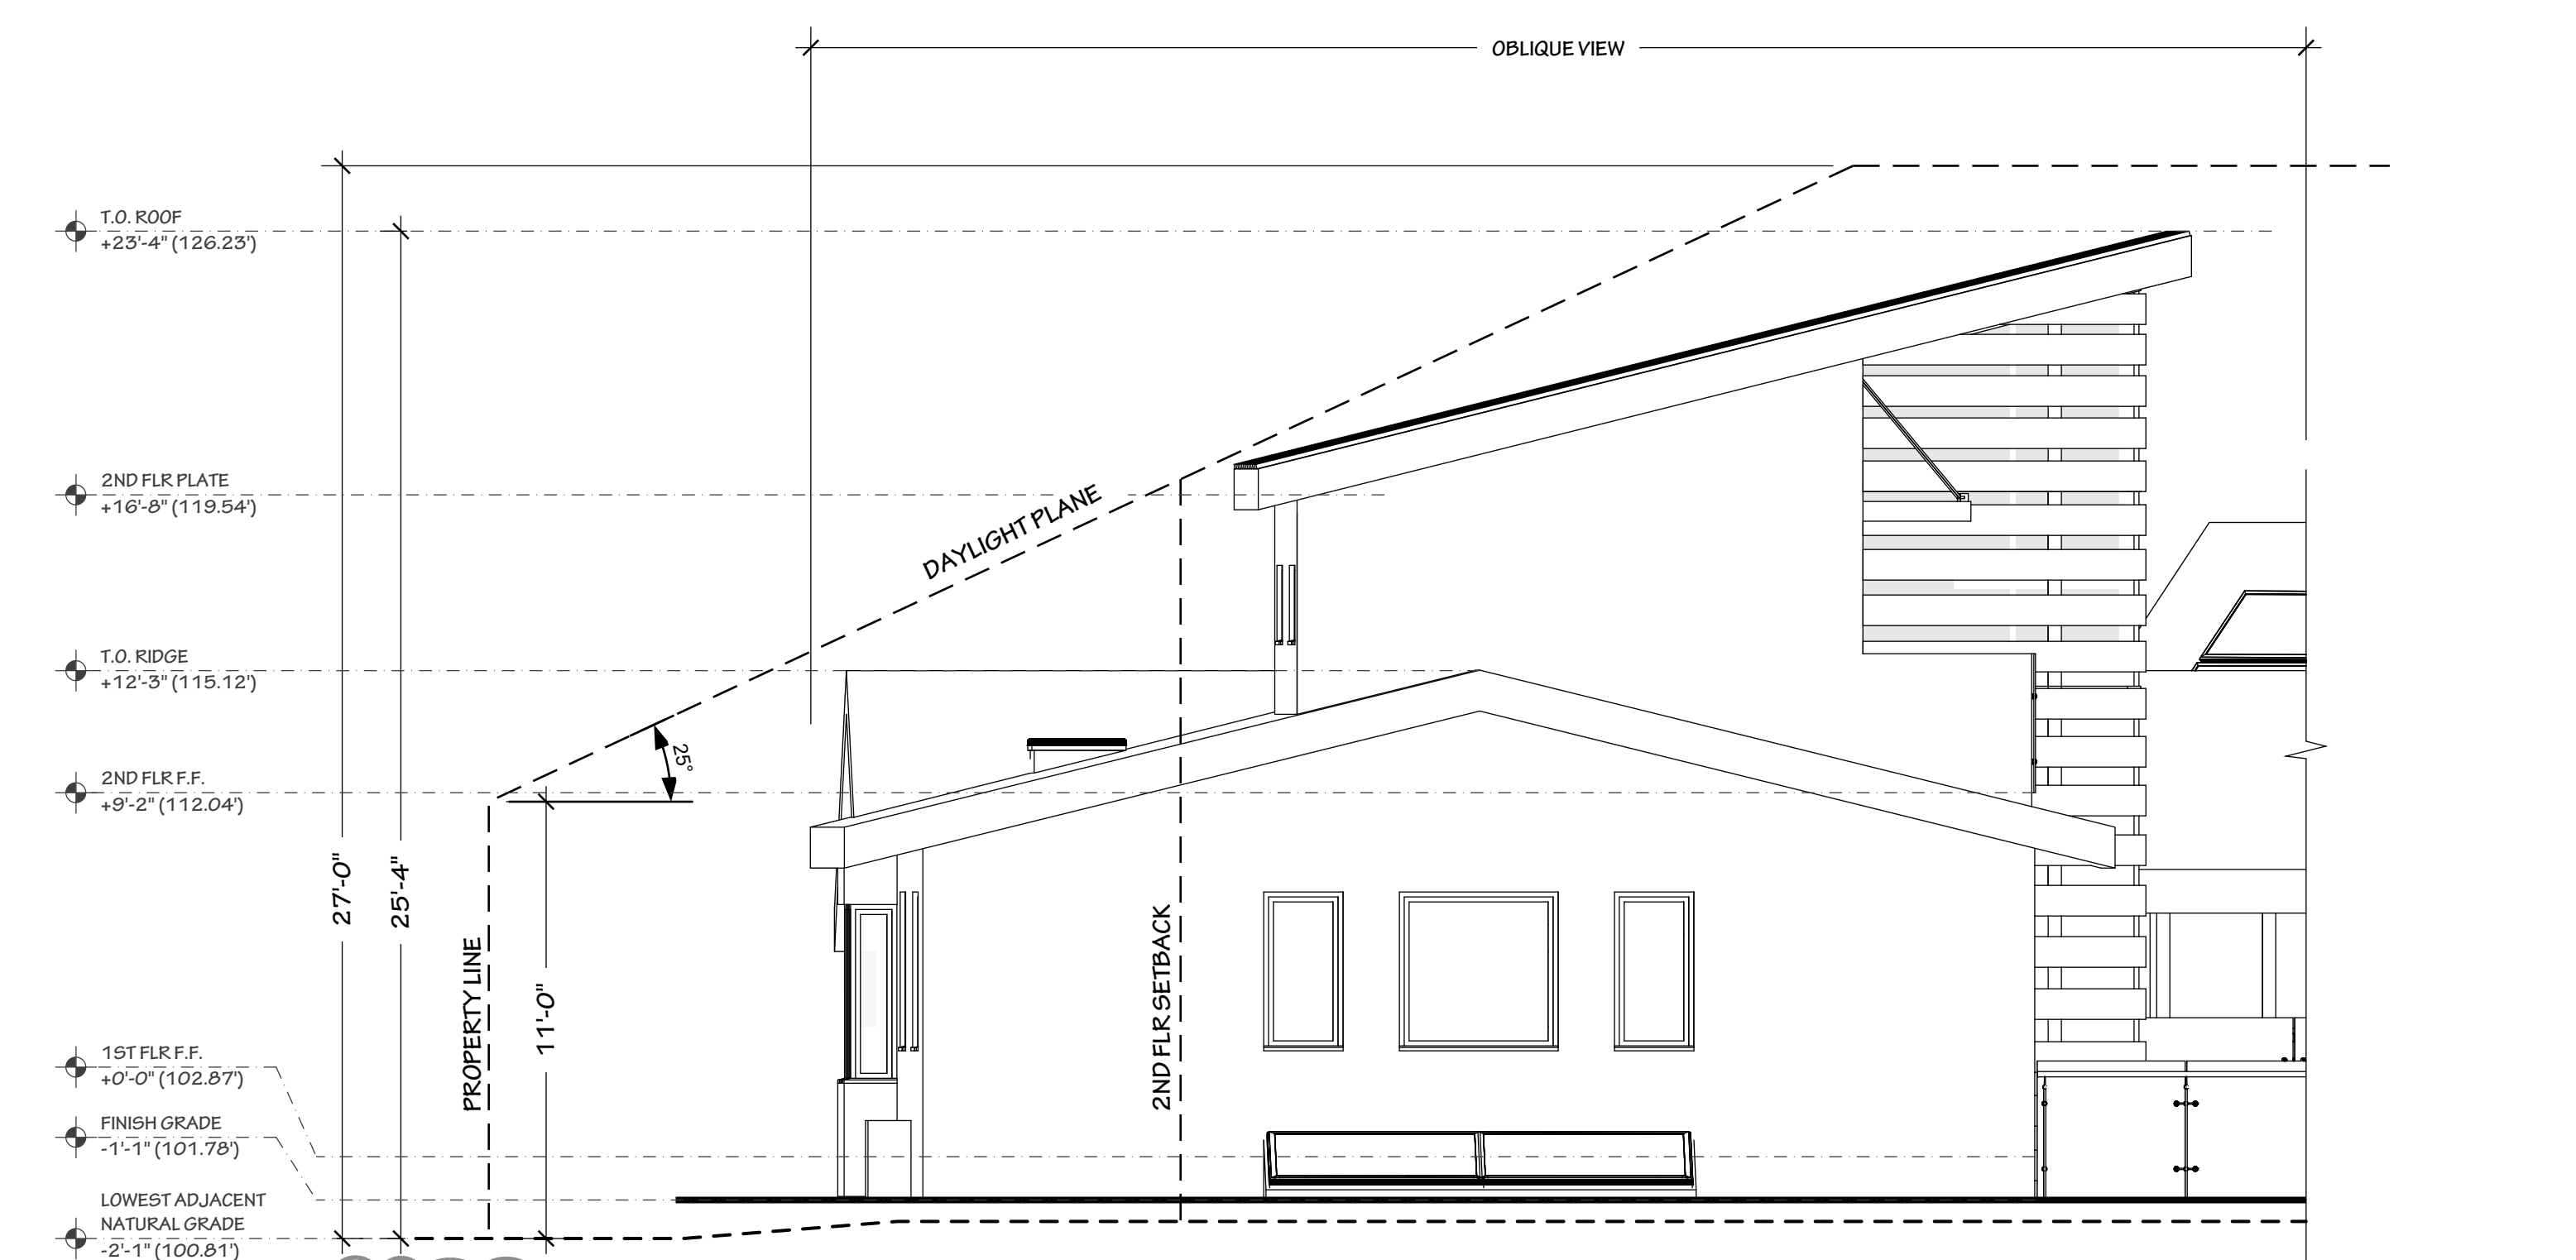 OBLIQUE VIEW
T.O. ROOF
+23'-4" (126.23')
2ND FLR PLATE
+16'-8" (119.54')
DAYLIGHT PLANE
T.O. RIDGE
+12'-3" (115.12')
25°
2ND FLR F.F.
+9'-2" (112.04')
27'-0"
25'-4"
PROPERTY LINE
11'-0"
2ND FLR SETBACK
1ST FLR F.F.
+0'-0" (102.87')
FINISH GRADE
-1'-1" (101.78')
LOWEST ADJACENT
NATURAL GRADE
-2'-1" (100.81')